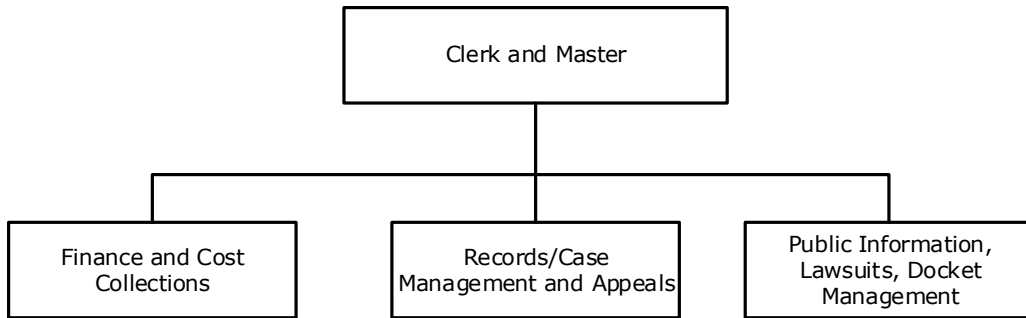 Clerk and Master
Finance and Cost
Collections
Records/Case
Management and Appeals
Public Information,
Lawsuits, Docket
Management